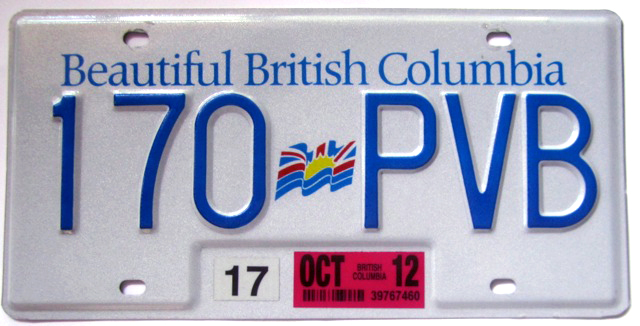 Beautiful British Columbia
170 PVB
17 OCT BRITISH COLUMBIA 12
39767460